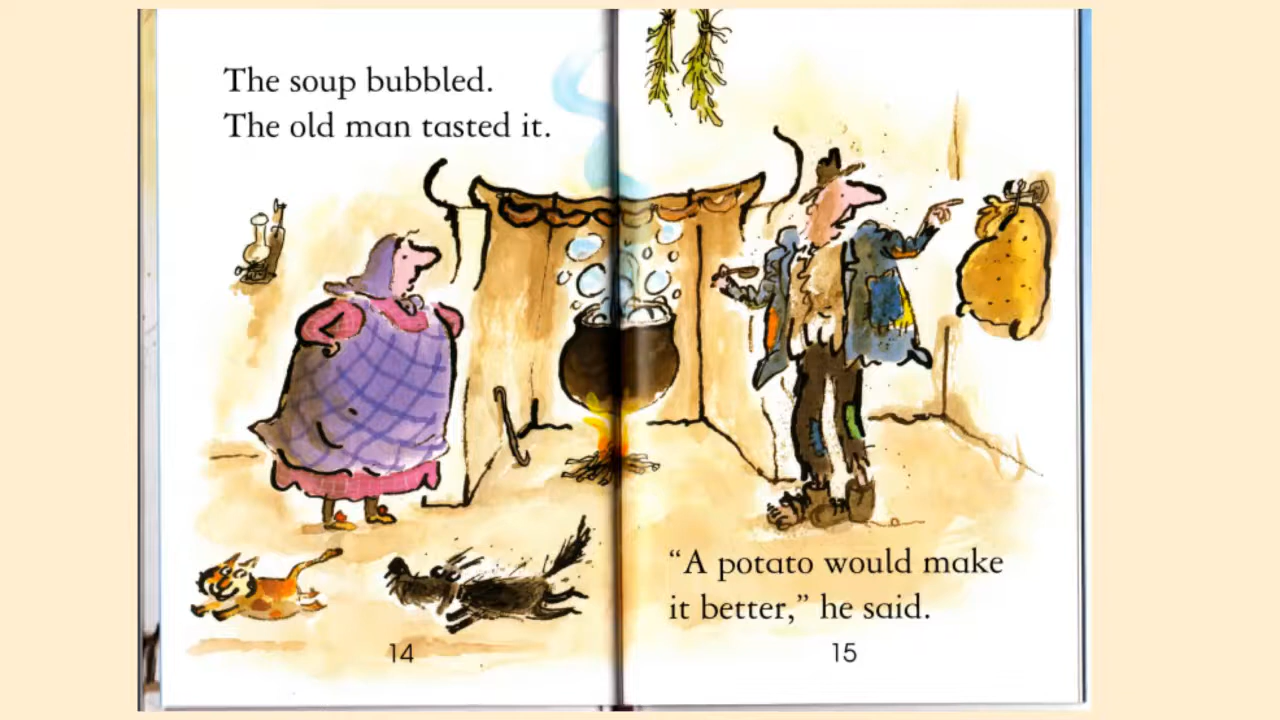 The soup bubbled.
The old man tasted it.
“A potato would make
it better,” he said.
14
15